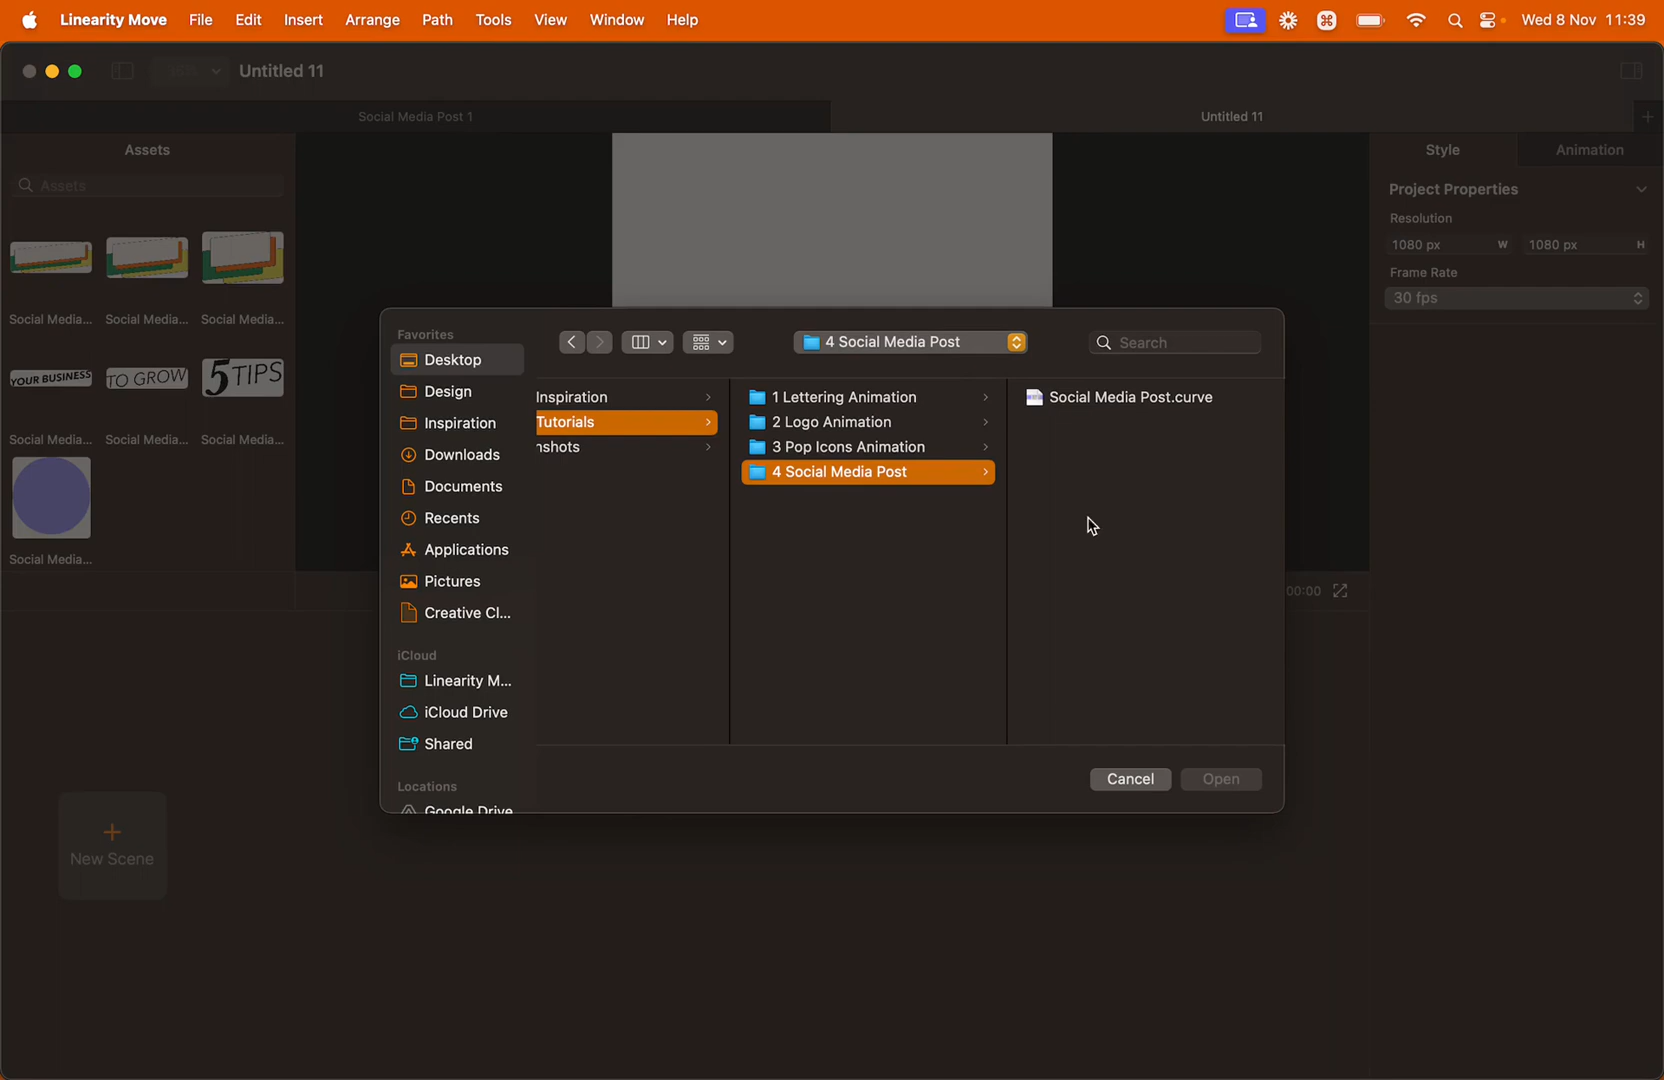 Linearity Move File Edit Insert Arrange Path Tools View Window Help Wed 8 Nov 11:39
Untitled 11
Social Media Post 1 Untitled 11
Assets
Assets
Social Media... Social Media... Social Media...
YOUR BUSINESS TO GROW 5 TIPS
Social Media... Social Media... Social Media...
Social Media...
New Scene
Favorites
Desktop
Design
Inspiration
Downloads
Documents
Recents
Applications
Pictures
Creative Cl...
iCloud
Linearity M...
iCloud Drive
Shared
Locations
Google Drive
4 Social Media Post
Search
Inspiration
Tutorials
nshots
1 Lettering Animation
2 Logo Animation
3 Pop Icons Animation
4 Social Media Post
Social Media Post.curve
Cancel Open
00:00
Style Animation
Project Properties
Resolution
1080 px W 1080 px H
Frame Rate
30 fps